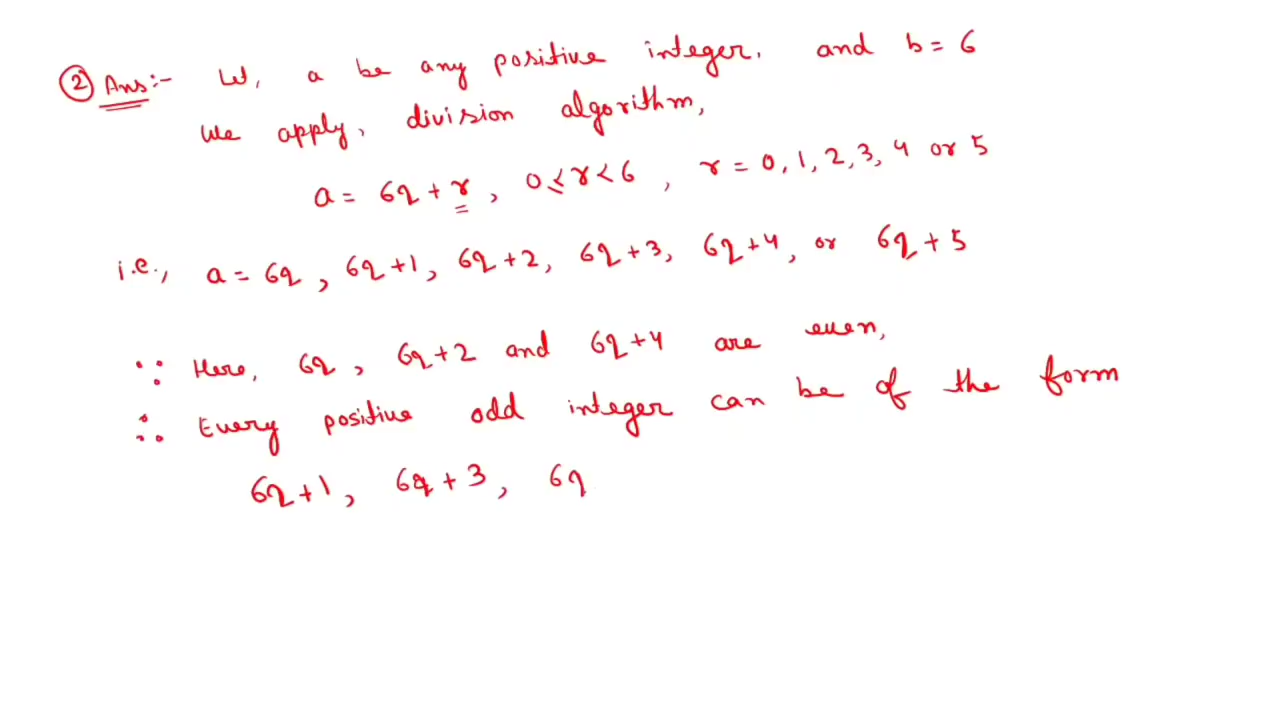 ② Ans:- Let, a be any positive integer. and b = 6
We apply, division algorithm,
a = 6q + r, 0 ≤ r < 6, r = 0, 1, 2, 3, 4 or 5
i.e., a = 6q, 6q+1, 6q+2, 6q+3, 6q+4, or 6q+5
∵ Here, 6q, 6q+2 and 6q+4 are even,
∴ Every positive odd integer can be of the form
6q+1, 6q+3, 6q